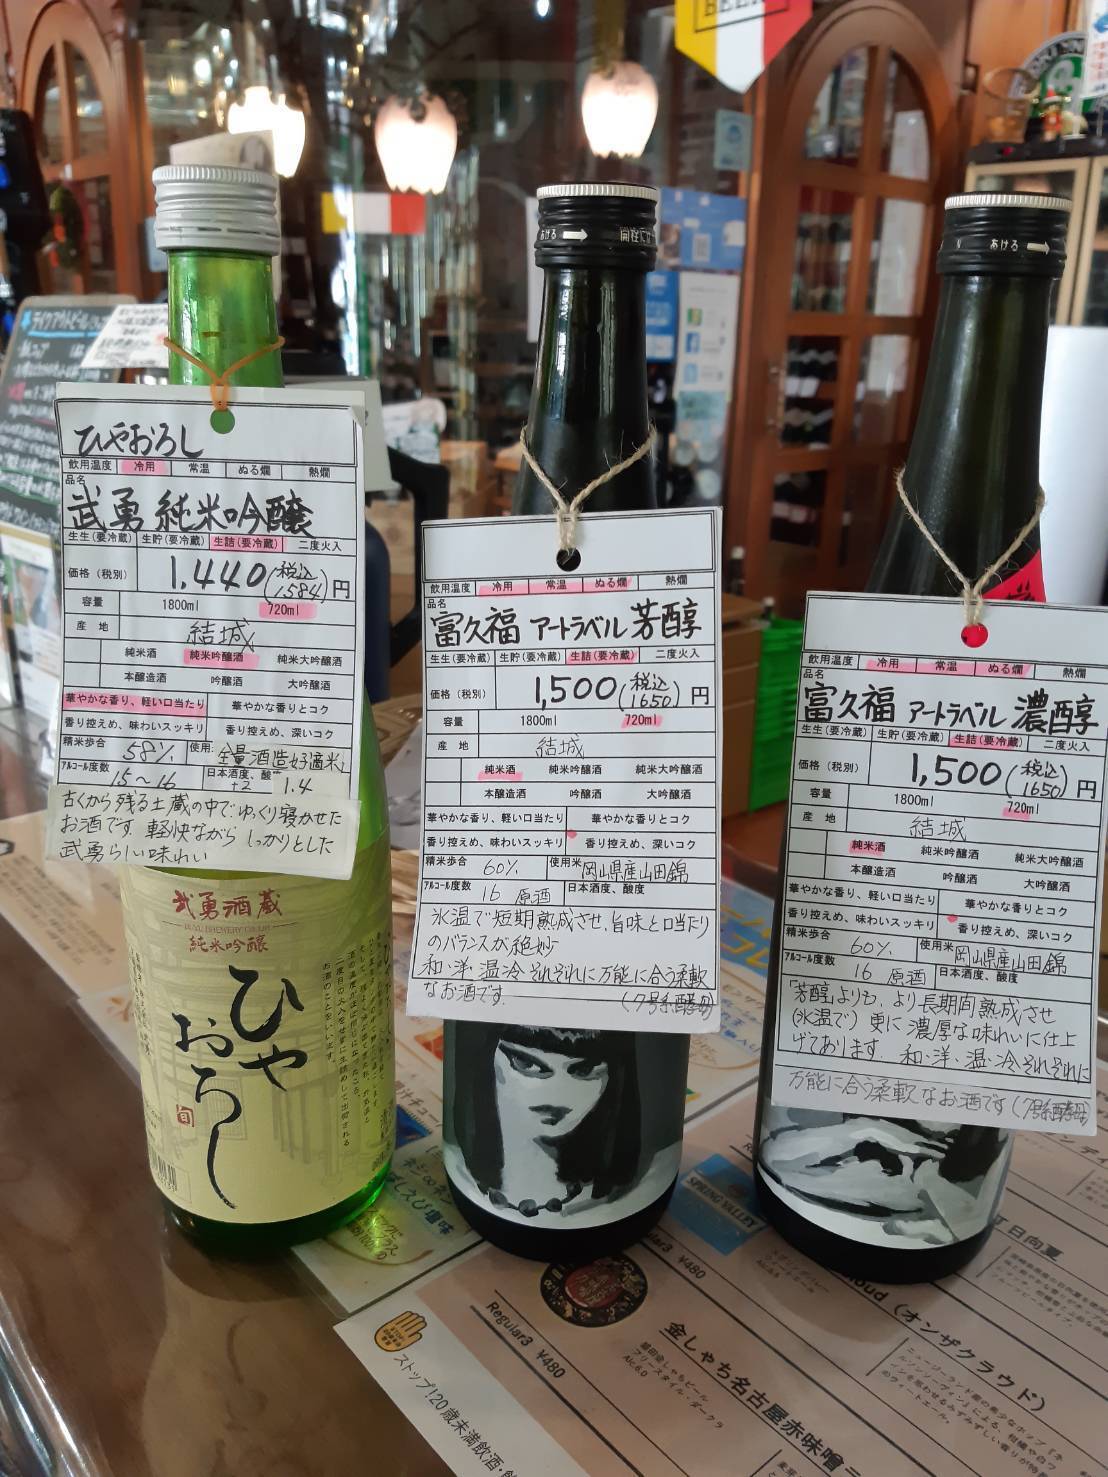 ひやおろし
飲用温度 冷用 常温 ぬる燗 熱燗
品名
武勇 純米吟醸
生生(要冷蔵) 生貯(要冷蔵) 生詰(要冷蔵) 二度火入
価格(税別) 1,440(税込1584)円
容量 1800ml 720ml
産 地 結城
純米酒 純米吟醸酒 純米大吟醸酒
本醸造酒 吟醸酒 大吟醸酒
華やかな香り、軽い口当たり 華やかな香りとコク
香り控えめ、味わいスッキリ 香り控えめ、深いコク
精米歩合 58% 使用 全量酒造好適米
アルコール度数 15~16 日本酒度、酸度 +2 1.4
古くから残る土蔵の中でゆっくり寝かせた
お酒です。軽快ながら しっかりとした
武勇らしい味わい
武勇酒蔵
純米吟醸
ひやおろし
旬
あける
飲用温度 冷用 常温 ぬる燗 熱燗
品名
富久福 アートラベル 芳醇
生生(要冷蔵) 生貯(要冷蔵) 生詰(要冷蔵) 二度火入
価格(税別) 1,500(税込1650)円
容量 1800ml 720ml
産 地 結城
純米酒 純米吟醸酒 純米大吟醸酒
本醸造酒 吟醸酒 大吟醸酒
華やかな香り、軽い口当たり 華やかな香りとコク
香り控えめ、味わいスッキリ 香り控えめ、深いコク
精米歩合 60% 使用米 岡山県産山田錦
アルコール度数 16 原酒 日本酒度、酸度
氷温で短期熟成させ、旨味と口当たり
のバランスが絶妙
和、洋、温、冷それぞれに万能に合う柔軟
なお酒です. (7号系酵母)
あける
飲用温度 冷用 常温 ぬる燗 熱燗
品名
富久福 アートラベル 濃醇
生生(要冷蔵) 生貯(要冷蔵) 生詰(要冷蔵) 二度火入
価格(税別) 1,500(税込1650)円
容量 1800ml 720ml
産 地 結城
純米酒 純米吟醸酒 純米大吟醸酒
本醸造酒 吟醸酒 大吟醸酒
華やかな香り、軽い口当たり 華やかな香りとコク
香り控えめ、味わいスッキリ 香り控えめ、深いコク
精米歩合 60% 使用米 岡山県産山田錦
アルコール度数 16 原酒 日本酒度、酸度
「芳醇」よりも、より長期間熟成させ
(氷温で) 更に濃厚な味わいに仕上
げております. 和、洋、温、冷それぞれに
万能に合う柔軟なお酒です(7号系酵母)
SPRING VALLEY
Regular3 ¥480
金しゃち名古屋赤味噌
Regular3 ¥480
(オンザクラウド)
日向夏
ストップ!20歳未満飲酒・